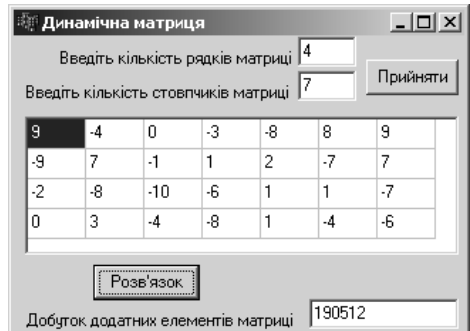 Динамічна матриця
Введіть кількість рядків матриці 4
Введіть кількість стовпчиків матриці 7
Прийняти
9 -4 0 -3 -8 8 9
-9 7 -1 1 2 -7 7
-2 -8 -10 -6 1 1 -7
0 3 -4 -8 1 -4 -6
Розв'язок
Добуток додатних елементів матриці 190512